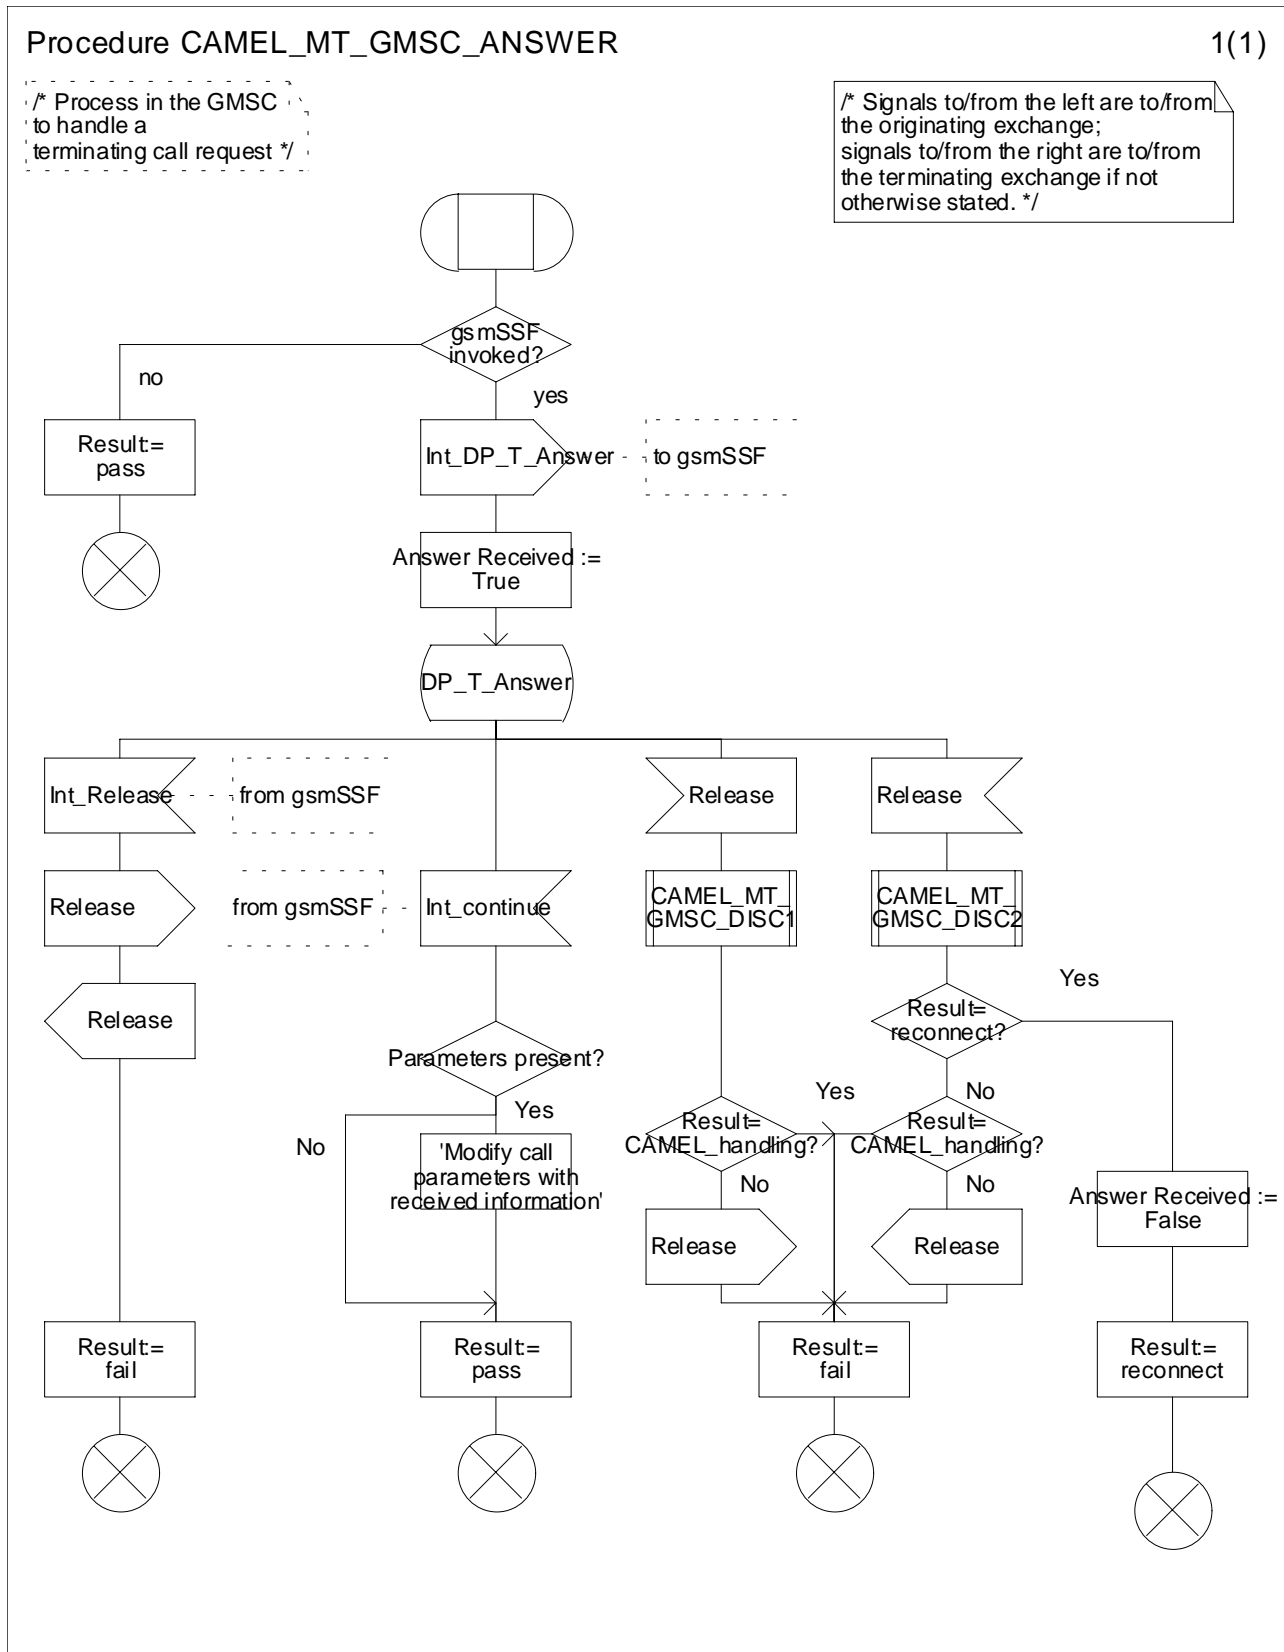 Procedure CAMEL_MT_GMSC_ANSWER
1(1)
/* Process in the GMSC
to handle a
terminating call request */
/* Signals to/from the left are to/from
the originating exchange;
signals to/from the right are to/from
the terminating exchange if not
otherwise stated. */
gsmSSF
invoked?
no
yes
Result:=
pass
Int_DP_T_Answer
to gsmSSF
Answer Received :=
True
DP_T_Answer
Int_Release
from gsmSSF
Release
Release
Release
from gsmSSF
Int_continue
CAMEL_MT_
GMSC_DISC1
CAMEL_MT_
GMSC_DISC2
Release
Yes
Result=
reconnect?
Parameters present?
Yes
No
Yes
No
Result=
CAMEL_handling?
Result=
CAMEL_handling?
'Modify call
parameters with
received information'
No
No
Answer Received :=
False
Release
Release
Result:=
fail
Result:=
pass
Result:=
fail
Result:=
reconnect